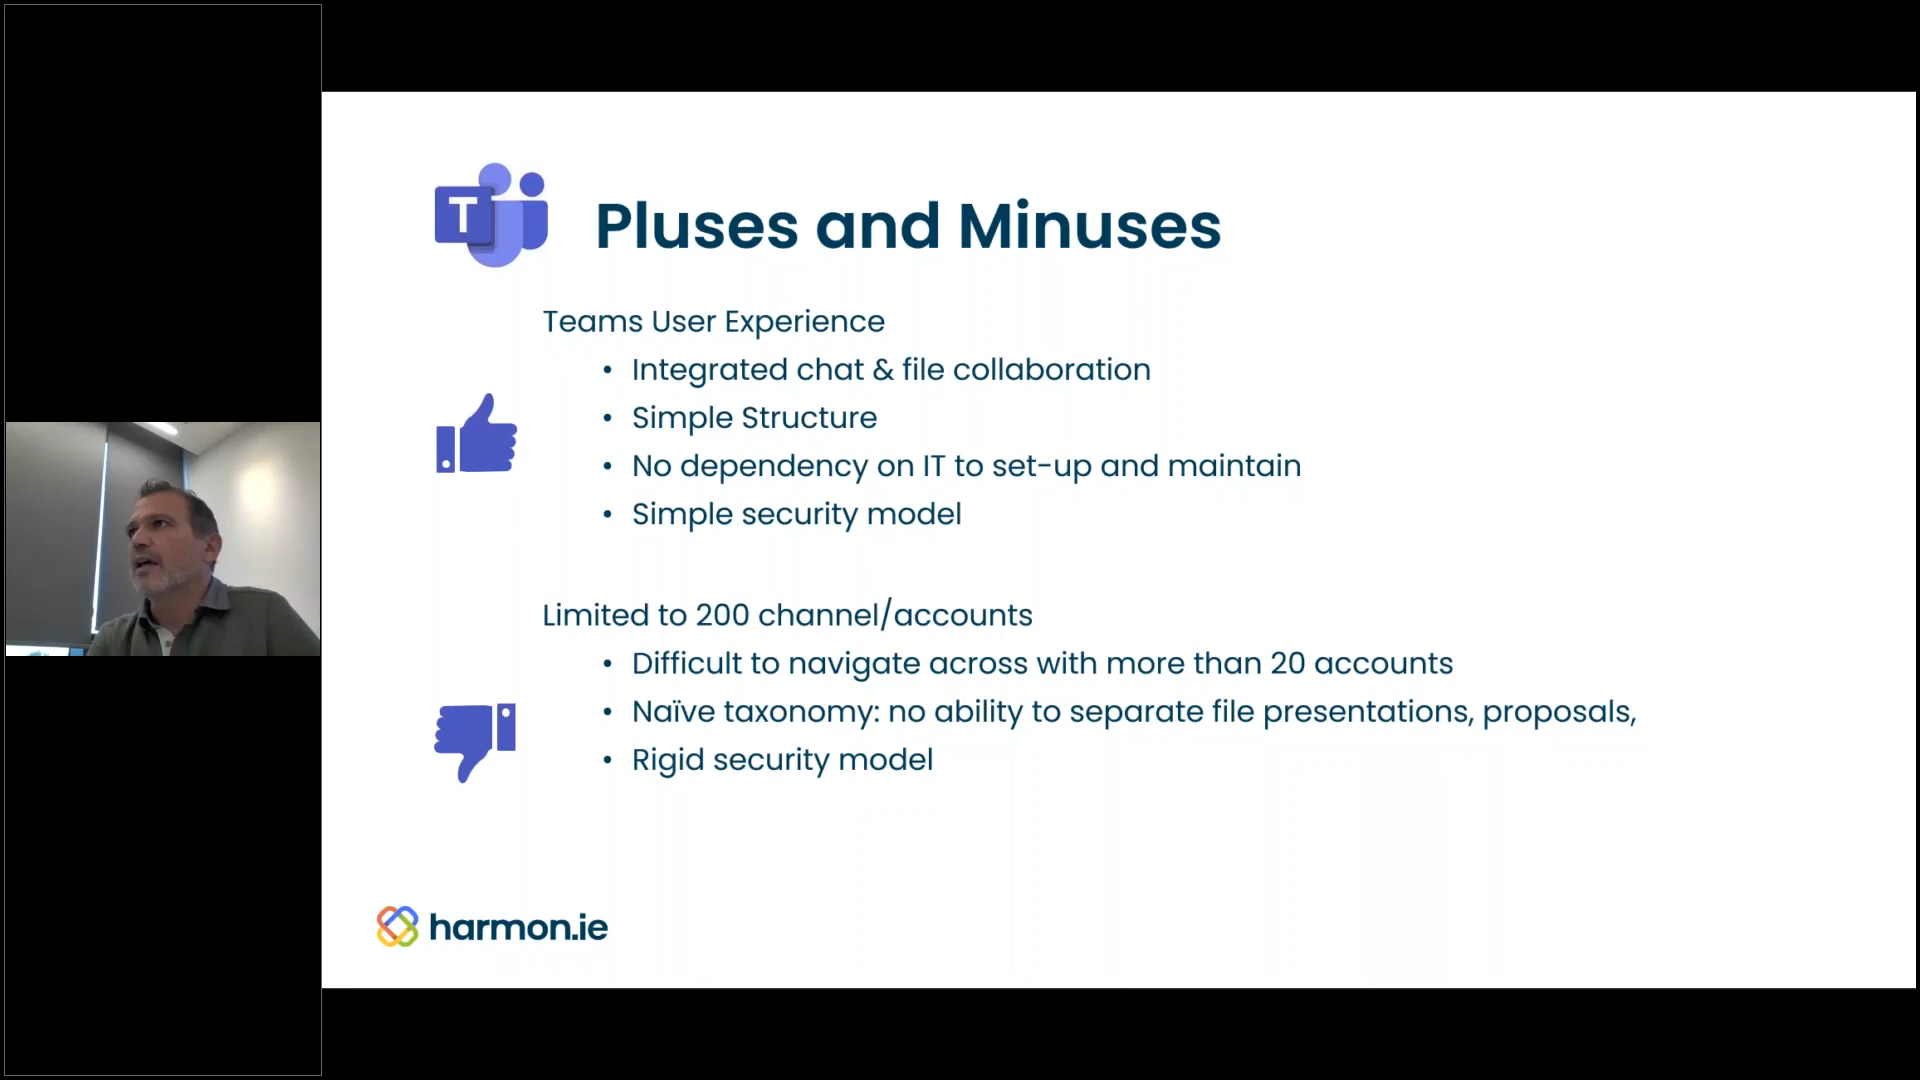 T
Pluses and Minuses
Teams User Experience
• Integrated chat & file collaboration
• Simple Structure
• No dependency on IT to set-up and maintain
• Simple security model
Limited to 200 channel/accounts
• Difficult to navigate across with more than 20 accounts
• Naïve taxonomy: no ability to separate file presentations, proposals,
• Rigid security model
harmon.ie